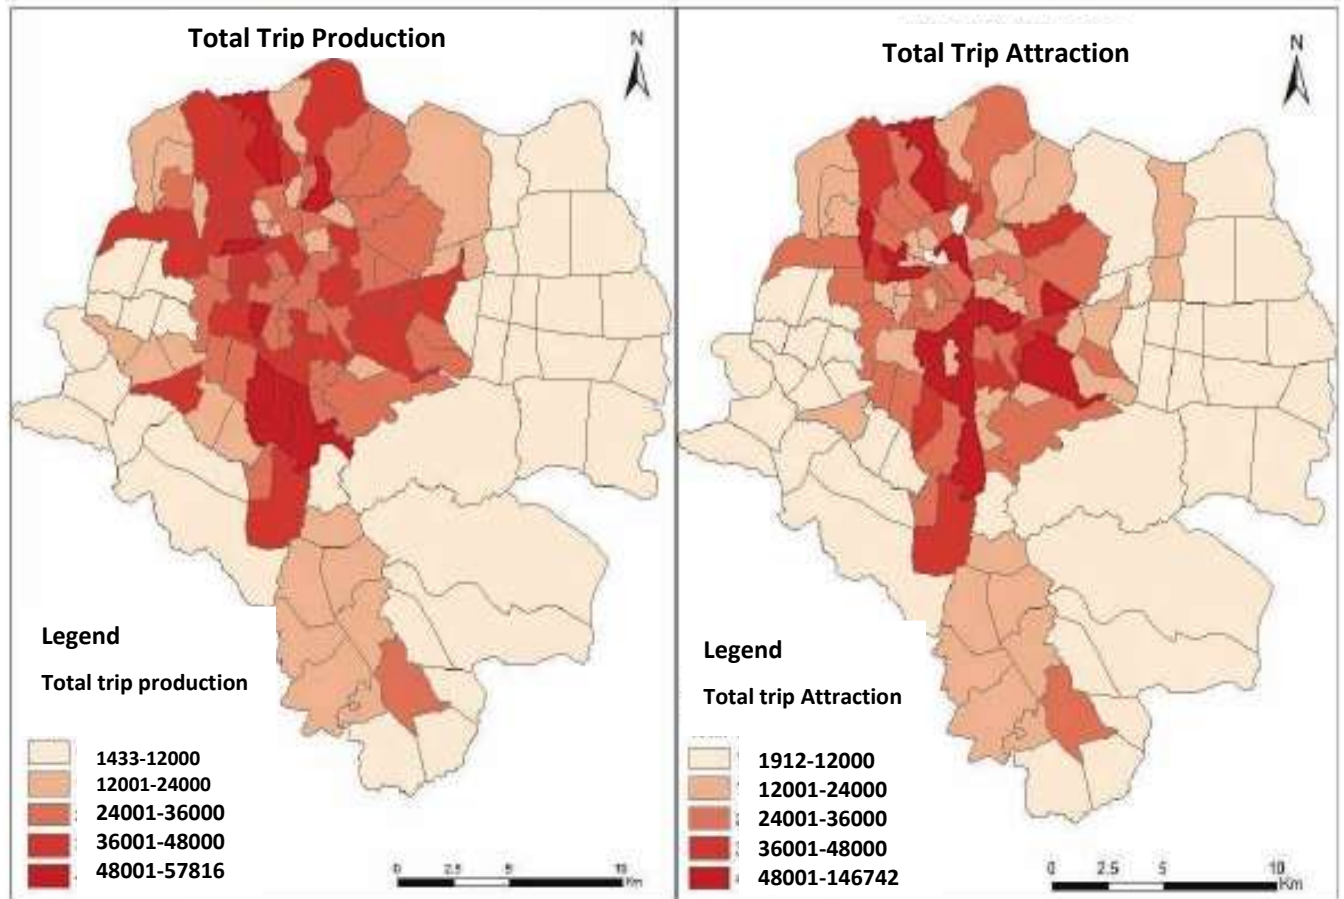 Total Trip Production
N
Legend
Total trip production
1433-12000
12001-24000
24001-36000
36001-48000
48001-57816
0 2.5 5 10
Km
Total Trip Attraction
N
Legend
Total trip Attraction
1912-12000
12001-24000
24001-36000
36001-48000
48001-146742
0 2.5 5 10
Km